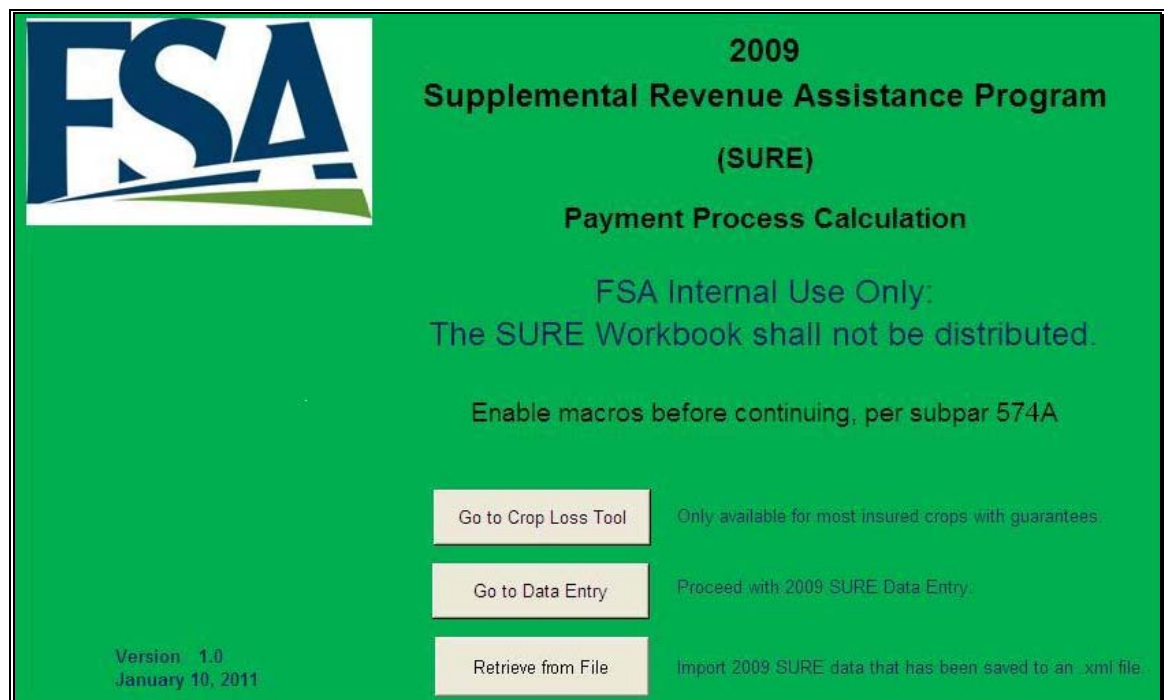 FSA
2009
Supplemental Revenue Assistance Program
(SURE)
Payment Process Calculation
FSA Internal Use Only:
The SURE Workbook shall not be distributed.
Enable macros before continuing, per subpar 574A
Go to Crop Loss Tool
Only available for most insured crops with guarantees.
Go to Data Entry
Proceed with 2009 SURE Data Entry.
Retrieve from File
Import 2009 SURE data that has been saved to an .xml file.
Version 1.0
January 10, 2011